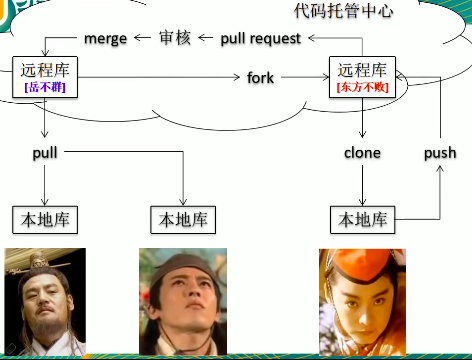 代码托管中心
merge
审核
pull request
远程库
[岳不群]
fork
远程库
[东方不败]
pull
clone
push
本地库
本地库
本地库